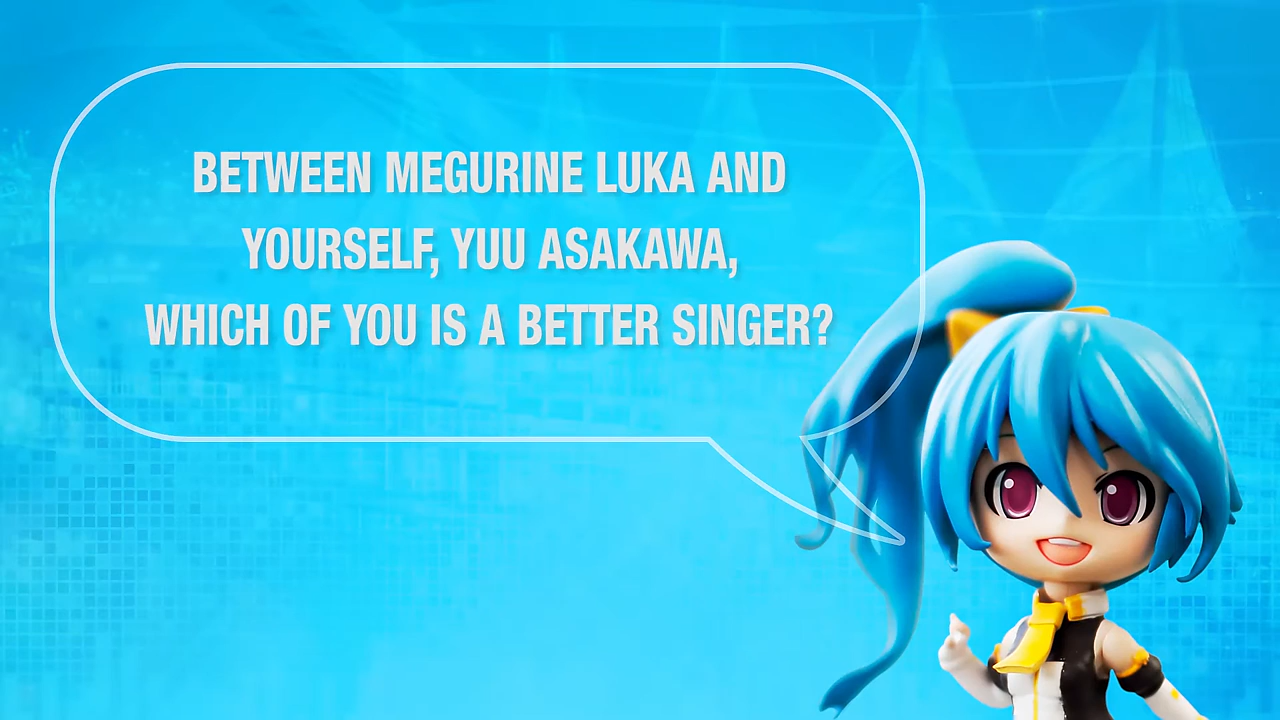 BETWEEN MEGURINE LUKA AND
YOURSELF, YUU ASAKAWA,
WHICH OF YOU IS A BETTER SINGER?